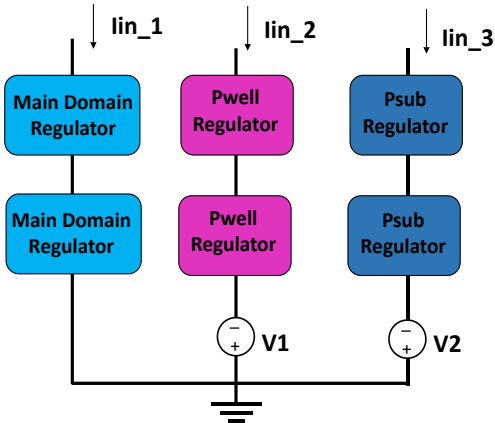 Iin_1
Iin_2
Iin_3
Main Domain
Regulator
Pwell
Regulator
Psub
Regulator
Main Domain
Regulator
Pwell
Regulator
Psub
Regulator
−
+
V1
−
+
V2